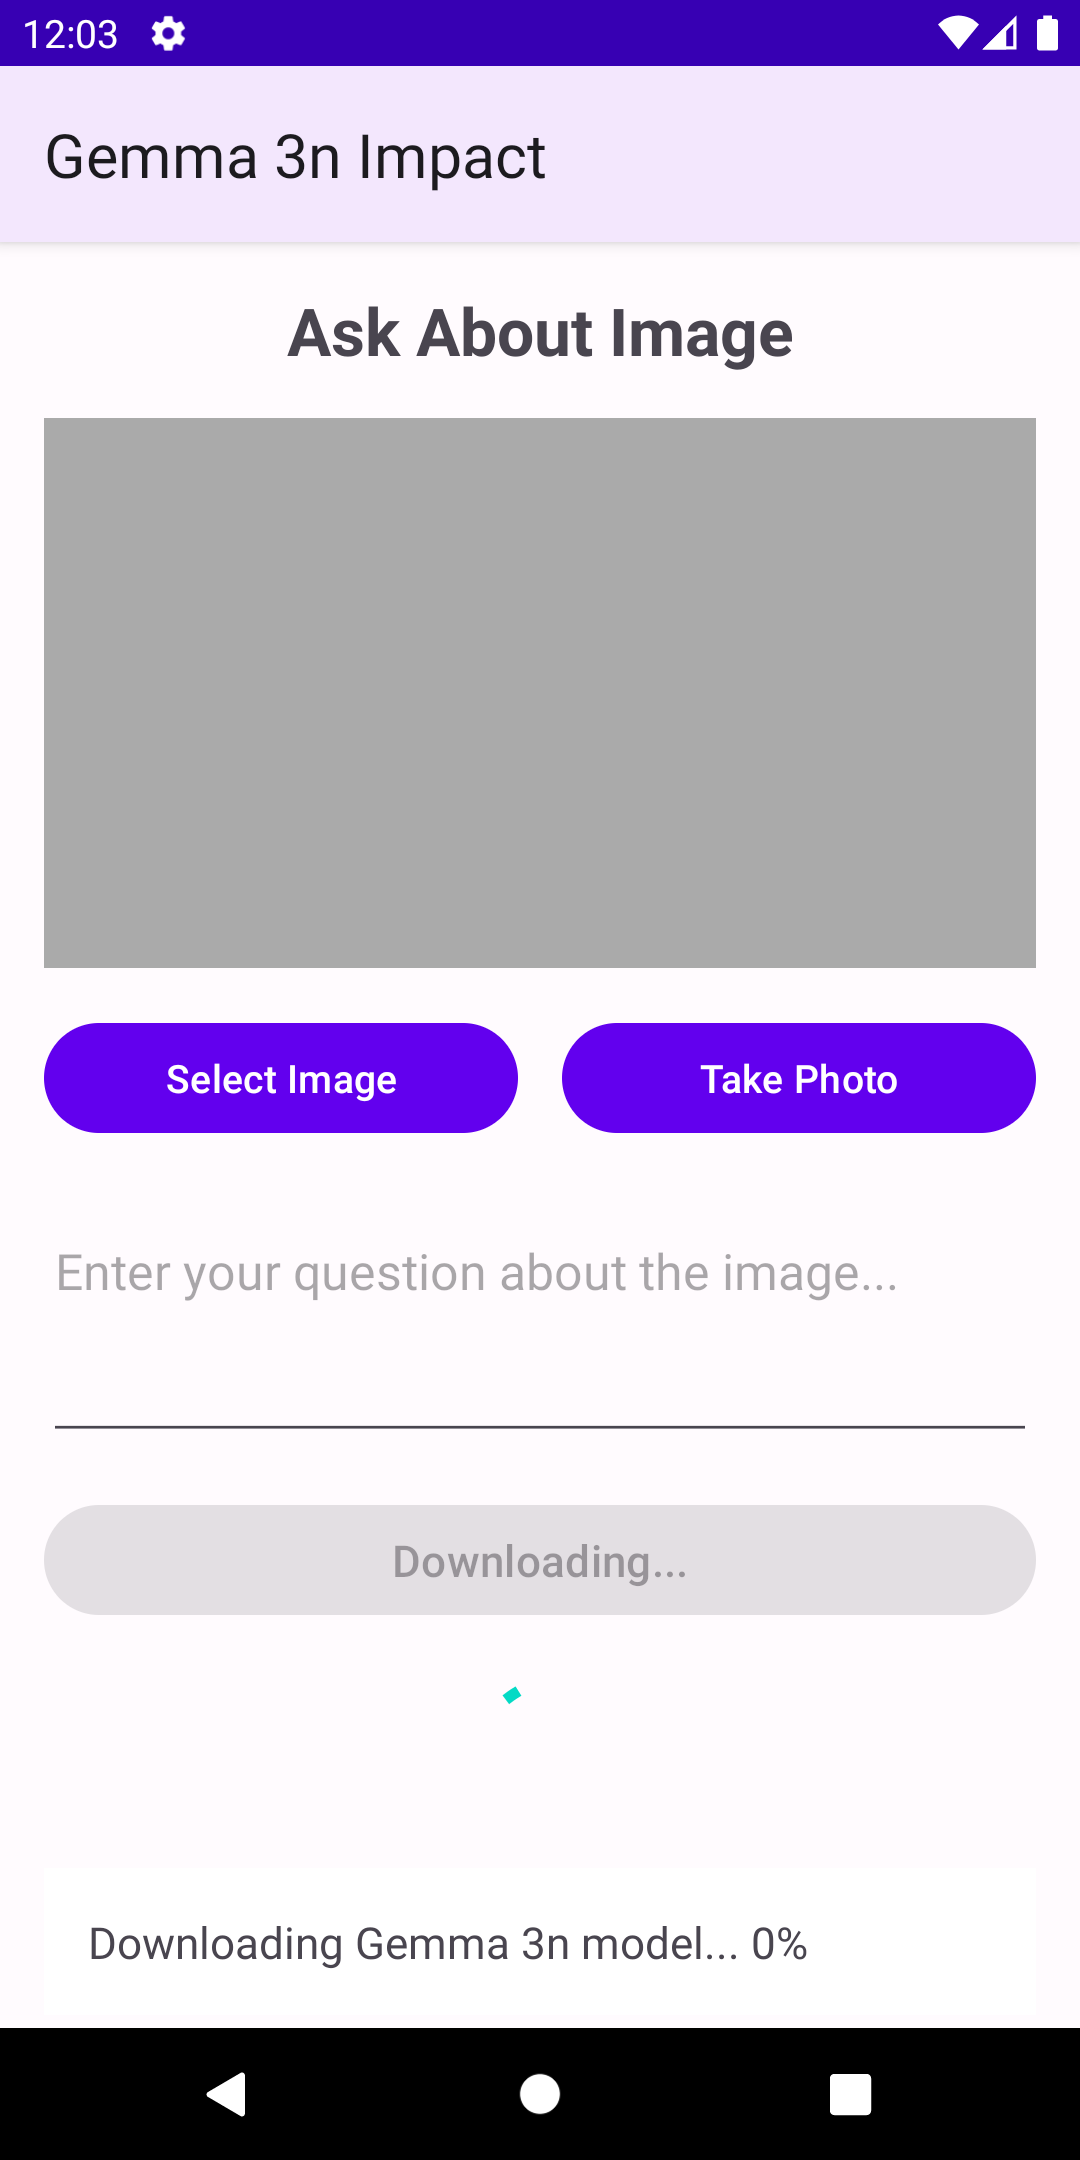 12:03
Gemma 3n Impact
Ask About Image
Select Image
Take Photo
Enter your question about the image...
Downloading...
Downloading Gemma 3n model... 0%